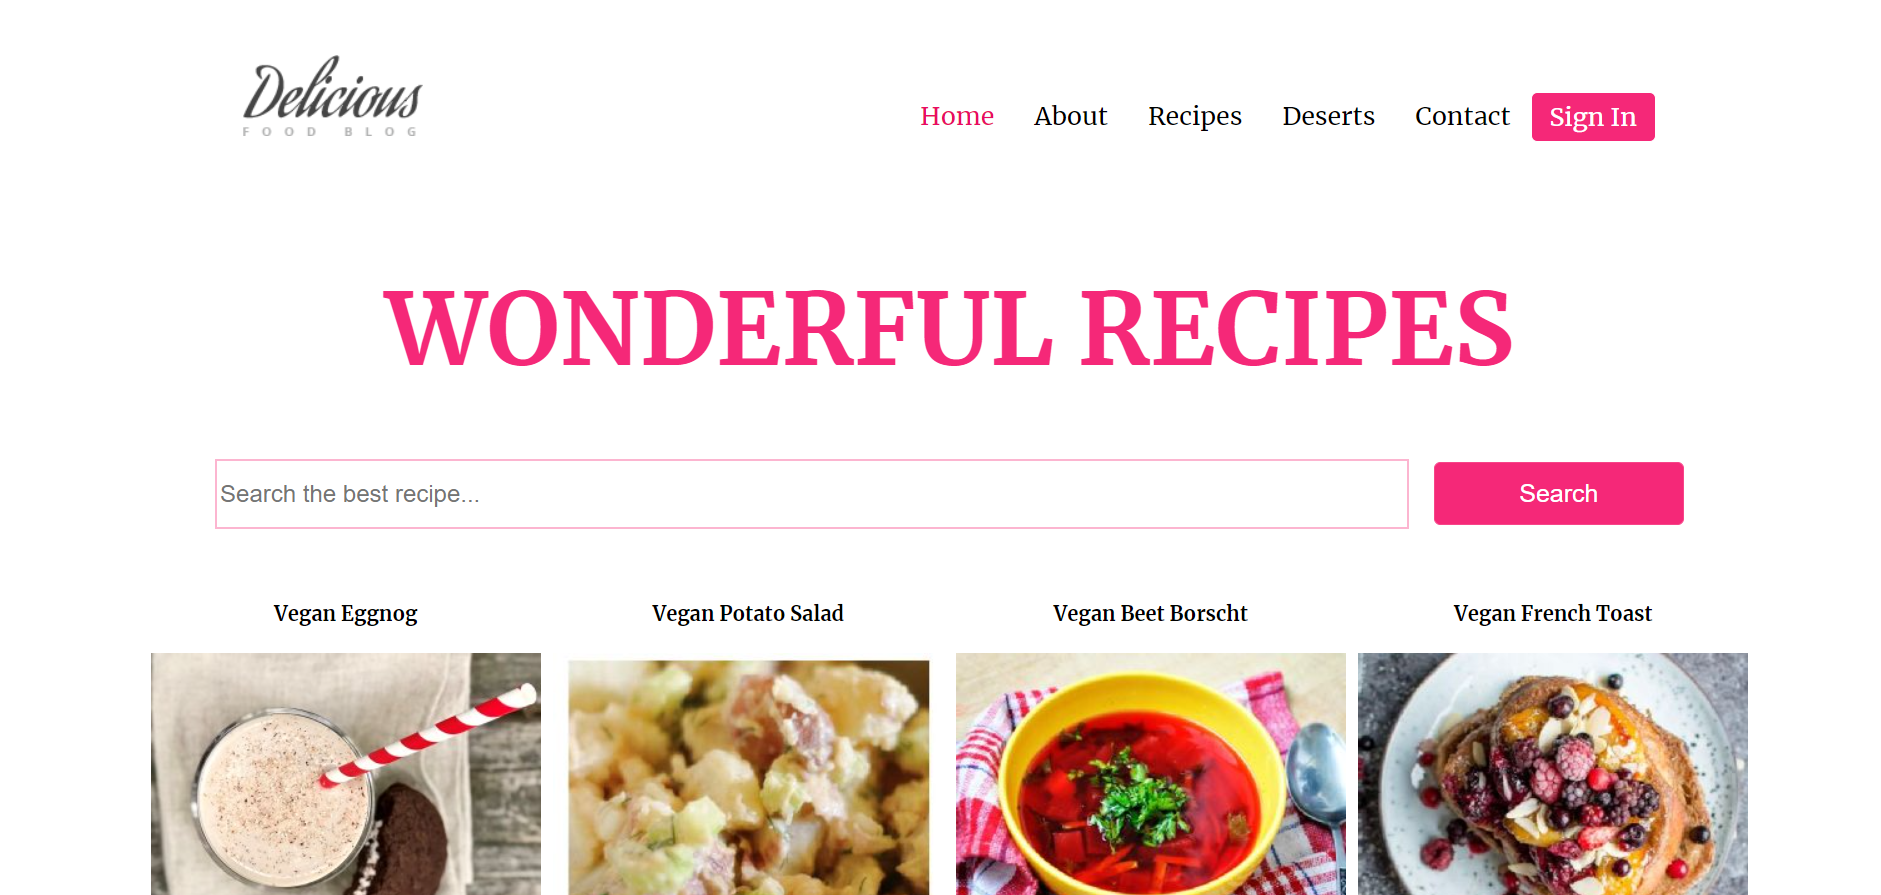 Delicious
FOOD BLOG
Home About Recipes Deserts Contact Sign In
WONDERFUL RECIPES
Search the best recipe... Search
Vegan Eggnog Vegan Potato Salad Vegan Beet Borscht Vegan French Toast